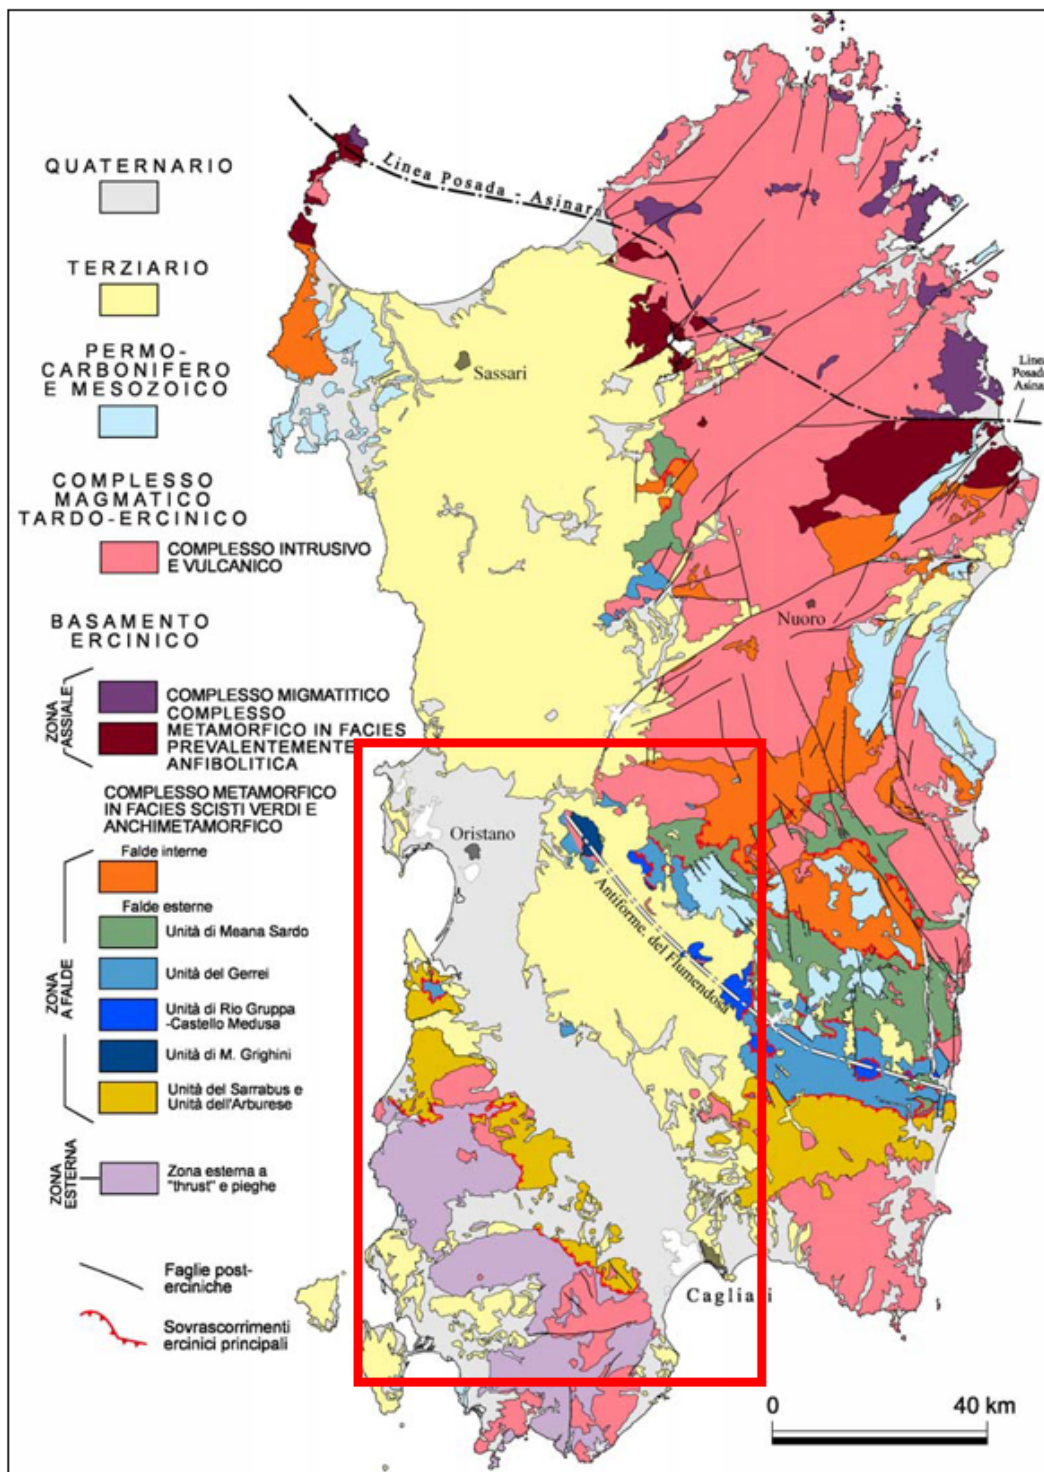 QUATERNARIO
TERZIARIO
PERMO-
CARBONIFERO
E MESOZOICO
COMPLESSO
MAGMATICO
TARDO-ERCINICO
COMPLESSO INTRUSIVO
E VULCANICO
BASAMENTO
ERCINICO
ZONA
ASSIALE
COMPLESSO MIGMATITICO
COMPLESSO
METAMORFICO IN FACIES
PREVALENTEMENTE
ANFIBOLITICA
COMPLESSO METAMORFICO
IN FACIES SCISTI VERDI E
ANCHIMETAMORFICO
ZONA
A FALDE
Falde interne
Falde esterne
Unità di Meana Sardo
Unità del Gerrei
Unità di Rio Gruppa
-Castello Medusa
Unità di M. Grighini
Unità del Sarrabus e
Unità dell'Arburese
ZONA
ESTERNA
Zona esterna a
"thrust" e pieghe
Faglie post-
erciniche
Sovrascorrimenti
ercinici principali
Linea Posada - Asinara
Sassari
Linea
Posada
Asinar
Nuoro
Oristano
Antiforme. del Flumendosa
Cagliari
0 40 km